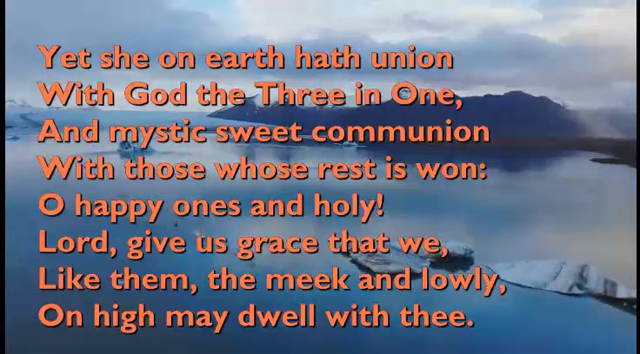 Yet she on earth hath union
With God the Three in One,
And mystic sweet communion
With those whose rest is won:
O happy ones and holy!
Lord, give us grace that we,
Like them, the meek and lowly,
On high may dwell with thee.